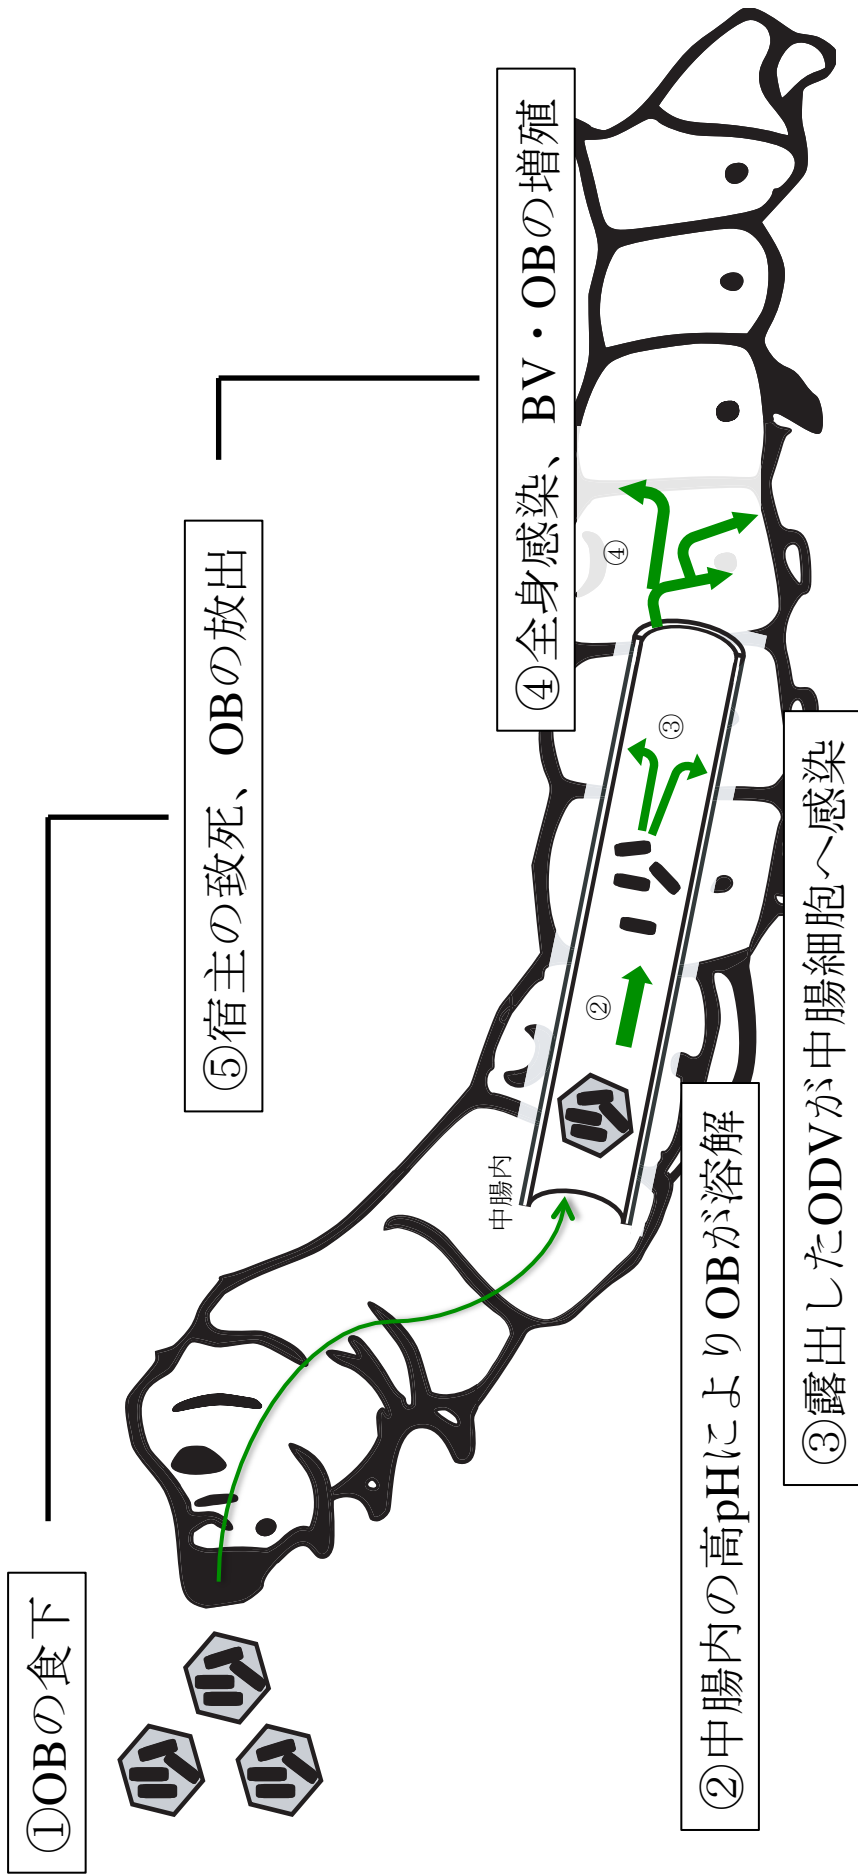 ①OBの食下
②中腸内の高pHによりOBが溶解
③露出したODVが中腸細胞へ感染
④全身感染、BV・OBの増殖
⑤宿主の致死、OBの放出
中腸内
②
③
④